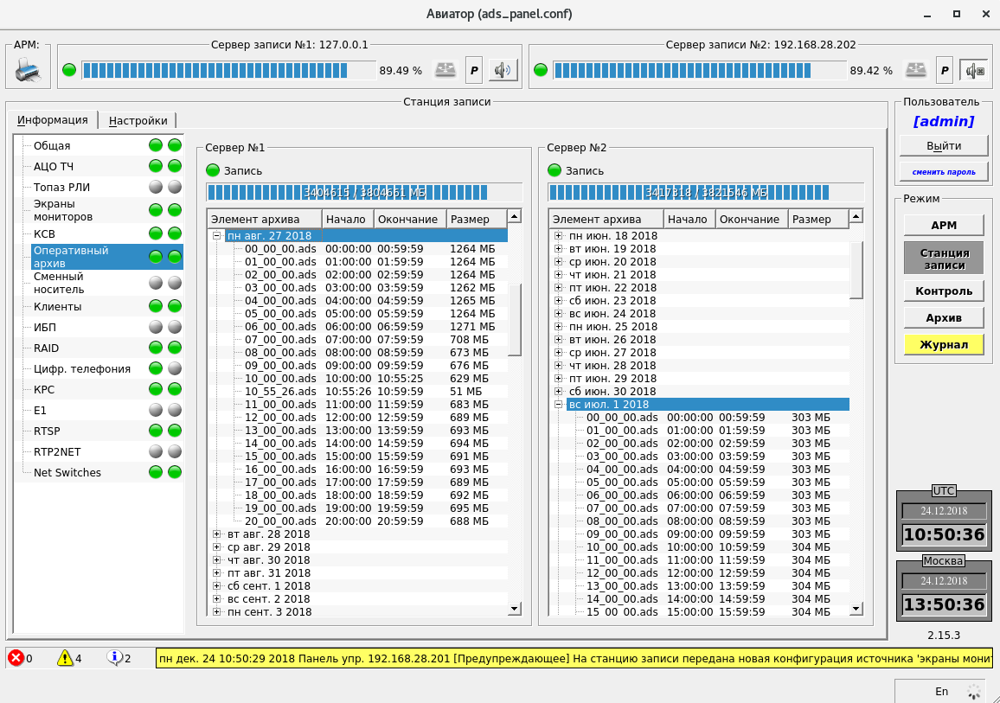 Авиатор (ads_panel.conf)
АРМ:
Сервер записи №1: 127.0.0.1
89.49 %
P
Сервер записи №2: 192.168.28.202
89.42 %
P
Станция записи
Информация
Настройки
Общая
АЦО ТЧ
Топаз РЛИ
Экраны
мониторов
КСВ
Оперативный
архив
Сменный
носитель
Клиенты
ИБП
RAID
Цифр. телефония
КРС
E1
RTSP
RTP2NET
Net Switches
Сервер №1
Запись
3404615 / 3804661 МБ
Элемент архива Начало Окончание Размер
пн авг. 27 2018
00_00_00.ads 00:00:00 00:59:59 1264 МБ
01_00_00.ads 01:00:00 01:59:59 1264 МБ
02_00_00.ads 02:00:00 02:59:59 1264 МБ
03_00_00.ads 03:00:00 03:59:59 1262 МБ
04_00_00.ads 04:00:00 04:59:59 1265 МБ
05_00_00.ads 05:00:00 05:59:59 1264 МБ
06_00_00.ads 06:00:00 06:59:59 1271 МБ
07_00_00.ads 07:00:00 07:59:59 708 МБ
08_00_00.ads 08:00:00 08:59:59 673 МБ
09_00_00.ads 09:00:00 09:59:59 676 МБ
10_00_00.ads 10:00:00 10:55:25 629 МБ
10_55_26.ads 10:55:26 10:59:59 51 МБ
11_00_00.ads 11:00:00 11:59:59 683 МБ
12_00_00.ads 12:00:00 12:59:59 689 МБ
13_00_00.ads 13:00:00 13:59:59 693 МБ
14_00_00.ads 14:00:00 14:59:59 694 МБ
15_00_00.ads 15:00:00 15:59:59 691 МБ
16_00_00.ads 16:00:00 16:59:59 693 МБ
17_00_00.ads 17:00:00 17:59:59 689 МБ
18_00_00.ads 18:00:00 18:59:59 692 МБ
19_00_00.ads 19:00:00 19:59:59 695 МБ
20_00_00.ads 20:00:00 20:59:59 688 МБ
вт авг. 28 2018
ср авг. 29 2018
чт авг. 30 2018
пт авг. 31 2018
сб сент. 1 2018
вс сент. 2 2018
пн сент. 3 2018
Сервер №2
Запись
3417318 / 3821546 МБ
Элемент архива Начало Окончание Размер
пн июн. 18 2018
вт июн. 19 2018
ср июн. 20 2018
чт июн. 21 2018
пт июн. 22 2018
сб июн. 23 2018
вс июн. 24 2018
пн июн. 25 2018
вт июн. 26 2018
ср июн. 27 2018
чт июн. 28 2018
пт июн. 29 2018
сб июн. 30 2018
вс июл. 1 2018
00_00_00.ads 00:00:00 00:59:59 303 МБ
01_00_00.ads 01:00:00 01:59:59 303 МБ
02_00_00.ads 02:00:00 02:59:59 303 МБ
03_00_00.ads 03:00:00 03:59:59 303 МБ
04_00_00.ads 04:00:00 04:59:59 303 МБ
05_00_00.ads 05:00:00 05:59:59 303 МБ
06_00_00.ads 06:00:00 06:59:59 303 МБ
07_00_00.ads 07:00:00 07:59:59 303 МБ
08_00_00.ads 08:00:00 08:59:59 303 МБ
09_00_00.ads 09:00:00 09:59:59 303 МБ
10_00_00.ads 10:00:00 10:59:59 304 МБ
11_00_00.ads 11:00:00 11:59:59 304 МБ
12_00_00.ads 12:00:00 12:59:59 304 МБ
13_00_00.ads 13:00:00 13:59:59 304 МБ
14_00_00.ads 14:00:00 14:59:59 304 МБ
15_00_00.ads 15:00:00 15:59:59 304 МБ
Пользователь
[admin]
Выйти
сменить пароль
Режим
АРМ
Станция
записи
Контроль
Архив
Журнал
UTC
24.12.2018
10:50:36
Москва
24.12.2018
13:50:36
2.15.3
0
4
2
пн дек. 24 10:50:29 2018 Панель упр. 192.168.28.201 [Предупреждающее] На станцию записи передана новая конфигурация источника 'экраны мони
En